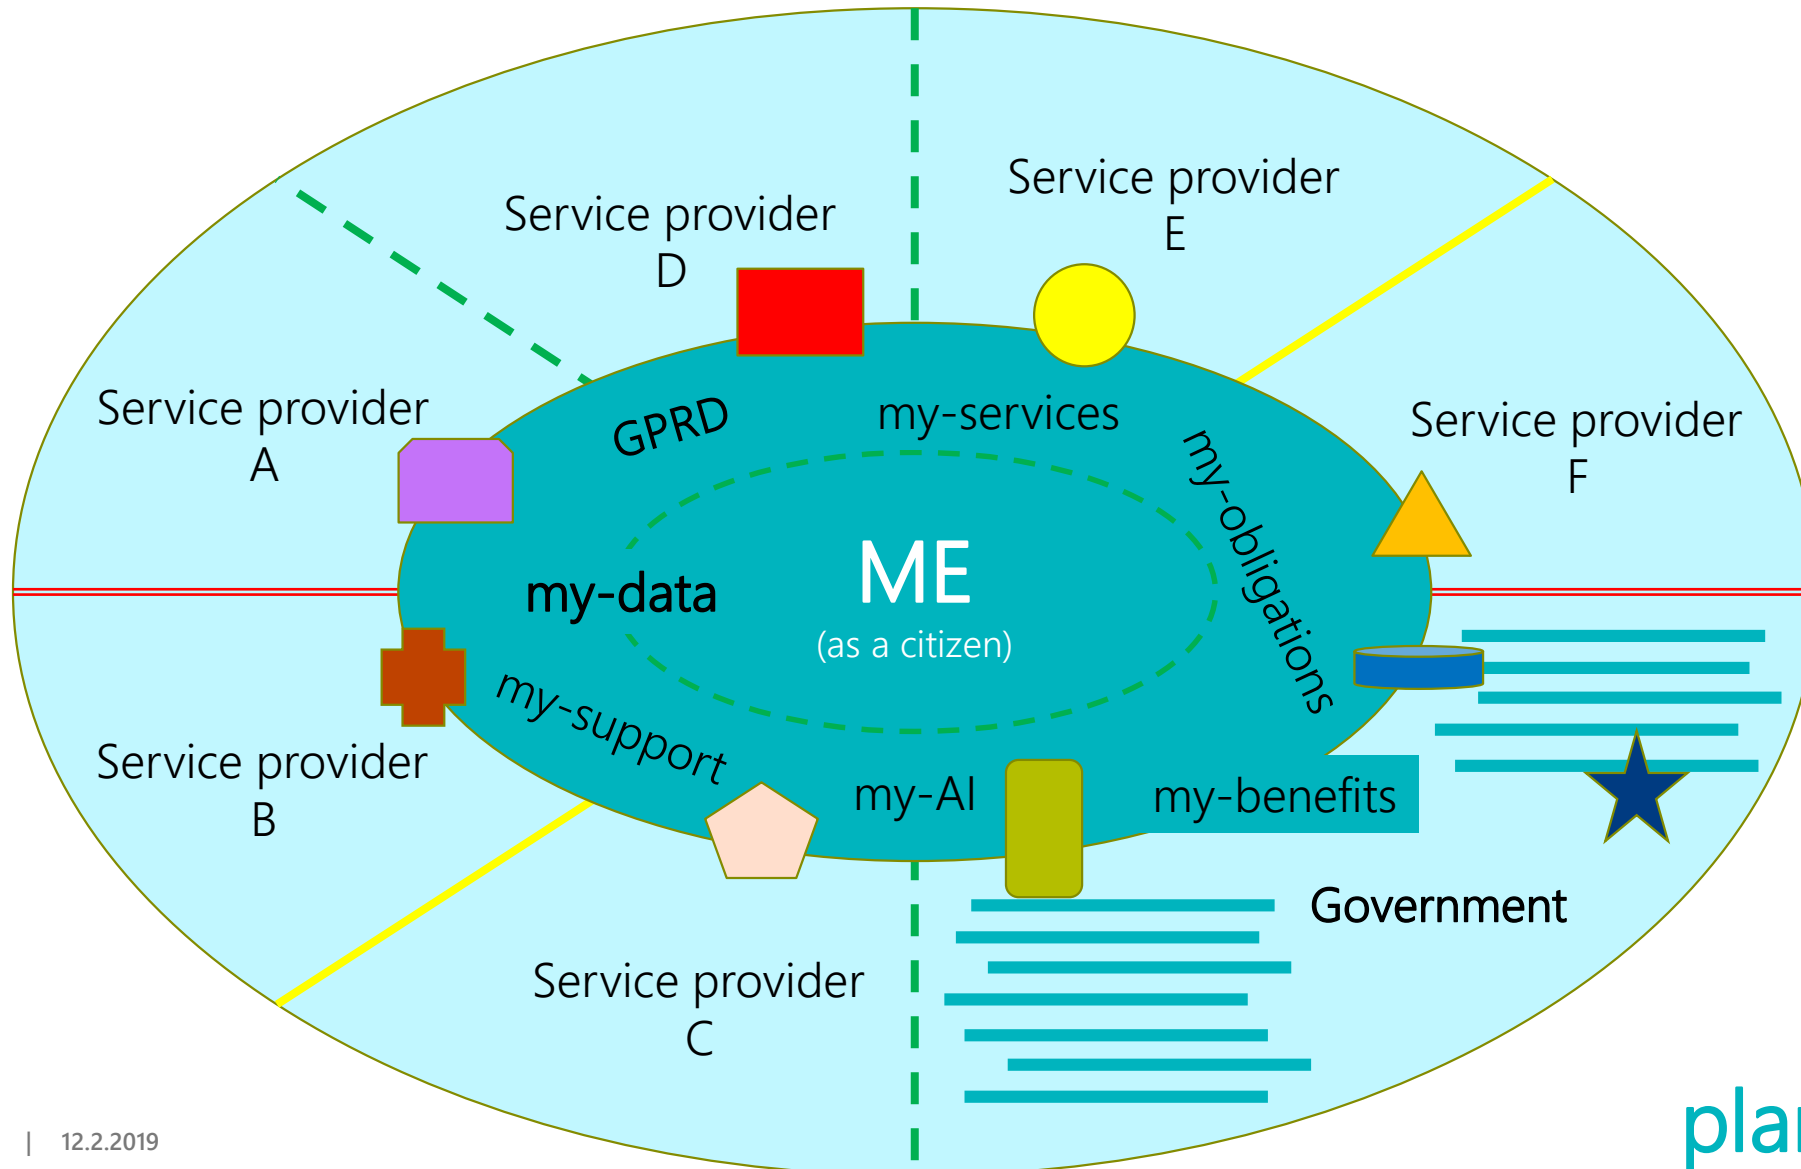 Service provider
E
Service provider
D
Service provider
A
Service provider
F
GPRD
my-services
my-obligations
ME
(as a citizen)
my-data
my-support
my-AI
my-benefits
Service provider
B
Government
Service provider
C
| 12.2.2019